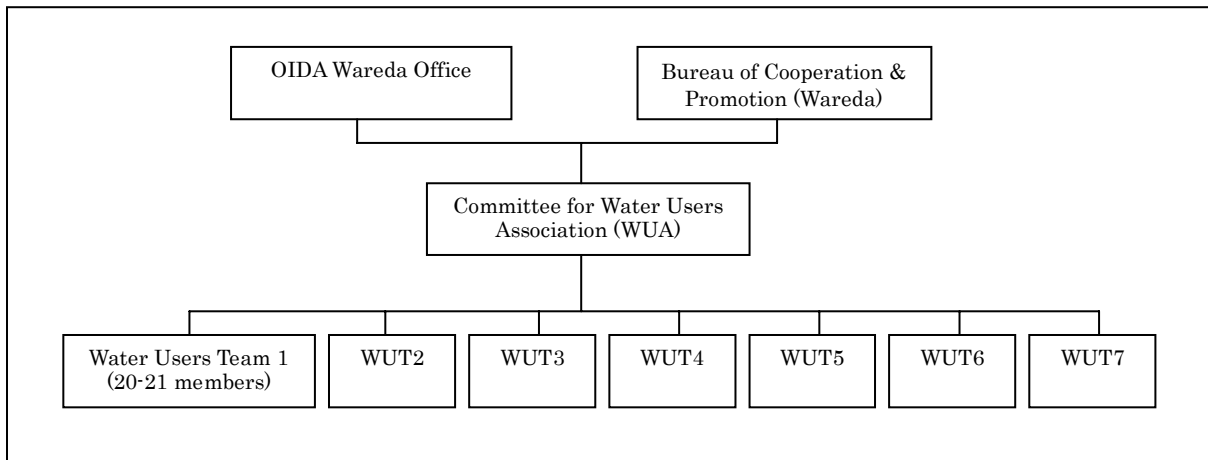 OIDA Wareda Office
Bureau of Cooperation &
Promotion (Wareda)
Committee for Water Users
Association (WUA)
Water Users Team 1
(20-21 members)
WUT2
WUT3
WUT4
WUT5
WUT6
WUT7